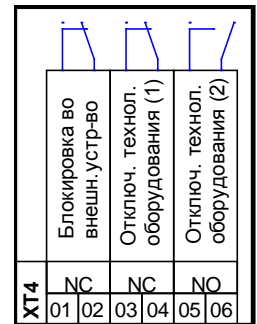 Блокировка во
внешн.устр-во
Отключ. технол.
оборудования (1)
Отключ. технол.
оборудования (2)
XT4
NC NC NO
01 02 03 04 05 06